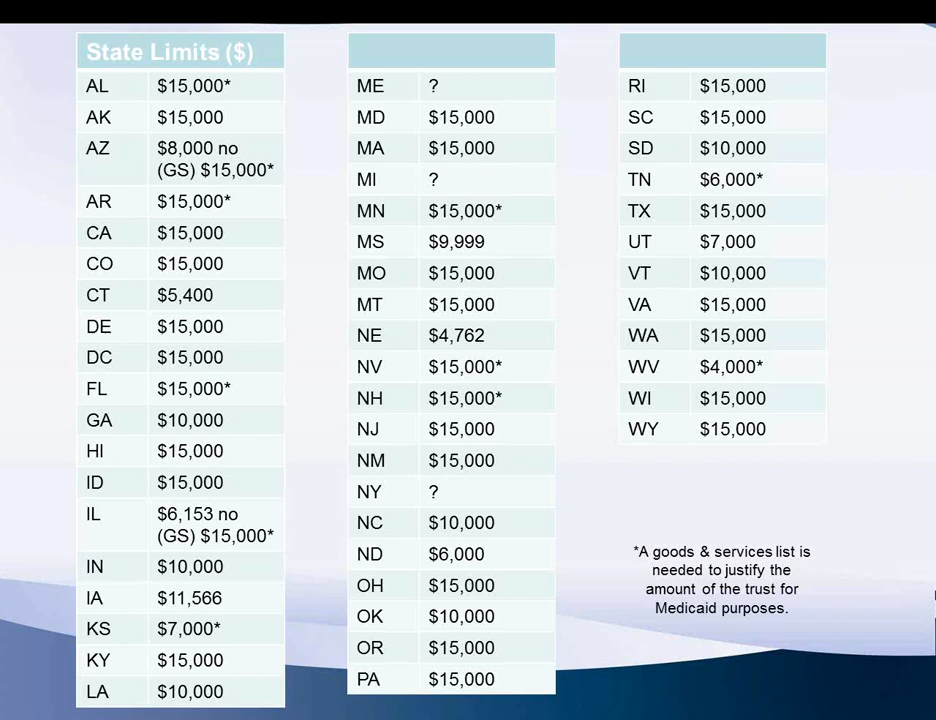 State Limits ($)
AL $15,000*
AK $15,000
AZ $8,000 no
(GS) $15,000*
AR $15,000*
CA $15,000
CO $15,000
CT $5,400
DE $15,000
DC $15,000
FL $15,000*
GA $10,000
HI $15,000
ID $15,000
IL $6,153 no
(GS) $15,000*
IN $10,000
IA $11,566
KS $7,000*
KY $15,000
LA $10,000
ME ?
MD $15,000
MA $15,000
MI ?
MN $15,000*
MS $9,999
MO $15,000
MT $15,000
NE $4,762
NV $15,000*
NH $15,000*
NJ $15,000
NM $15,000
NY ?
NC $10,000
ND $6,000
OH $15,000
OK $10,000
OR $15,000
PA $15,000
RI $15,000
SC $15,000
SD $10,000
TN $6,000*
TX $15,000
UT $7,000
VT $10,000
VA $15,000
WA $15,000
WV $4,000*
WI $15,000
WY $15,000
*A goods & services list is
needed to justify the
amount of the trust for
Medicaid purposes.